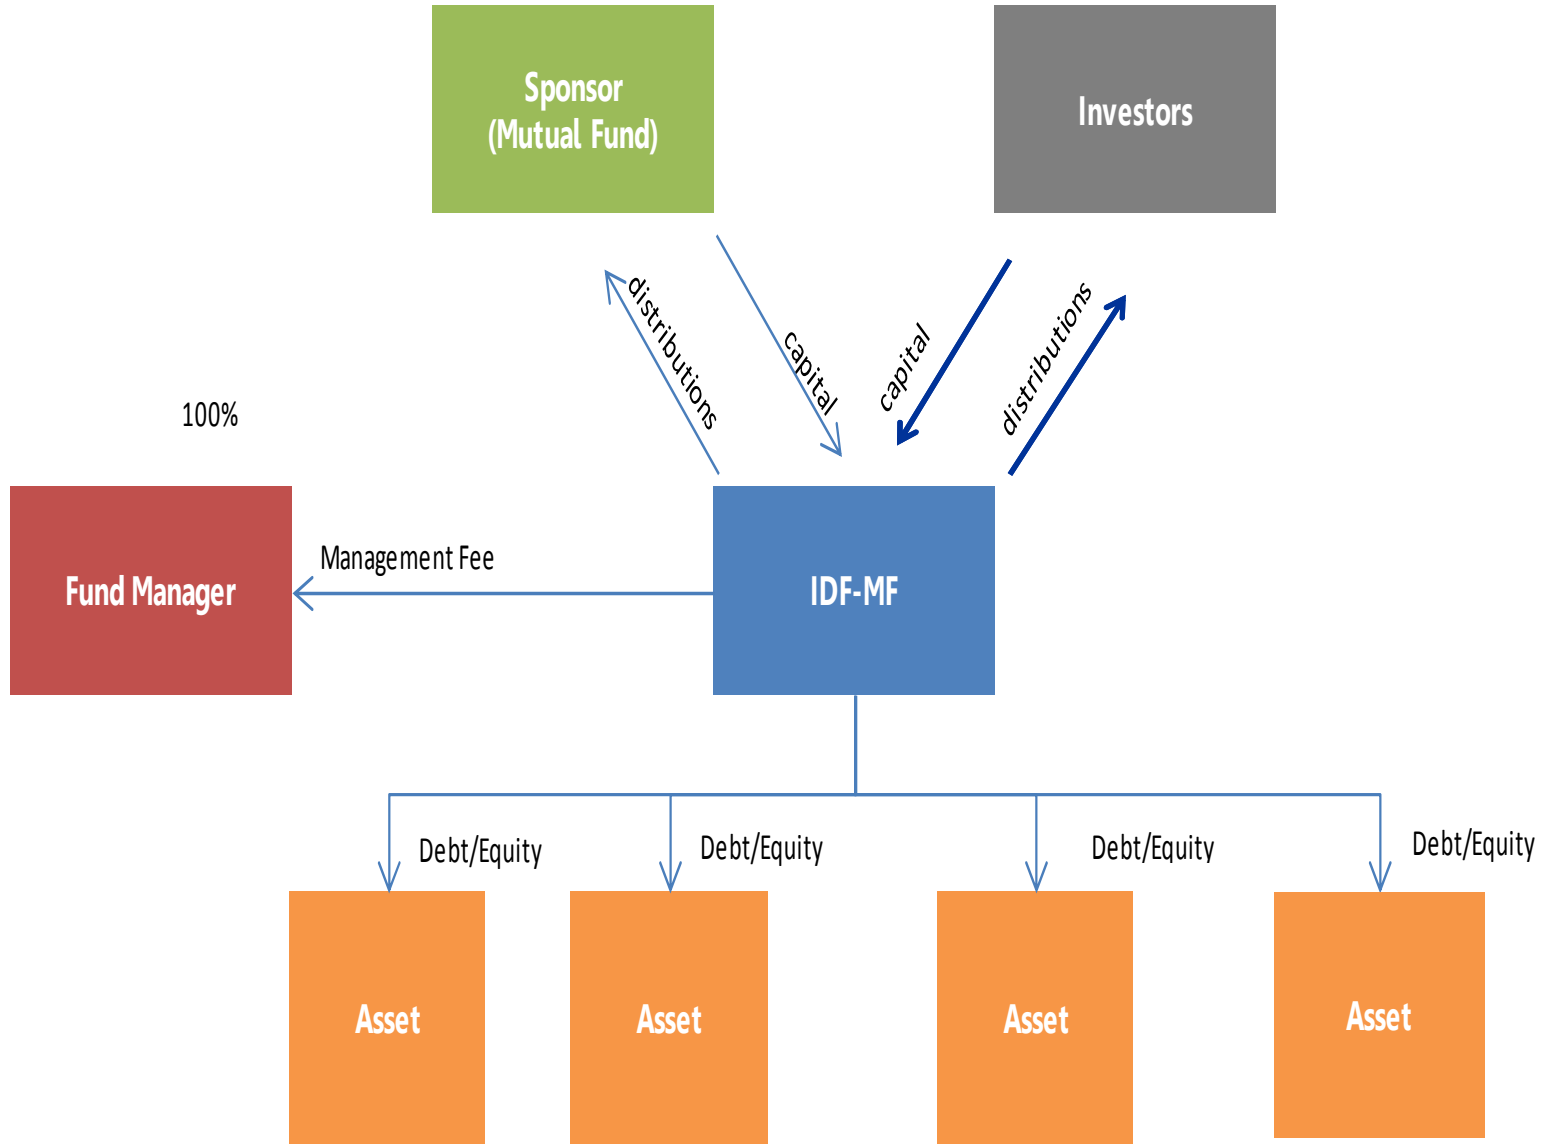 Sponsor
(Mutual Fund)
Investors
distributions
capital
capital
distributions
100%
Fund Manager
Management Fee
IDF-MF
Debt/Equity
Debt/Equity
Debt/Equity
Debt/Equity
Asset
Asset
Asset
Asset